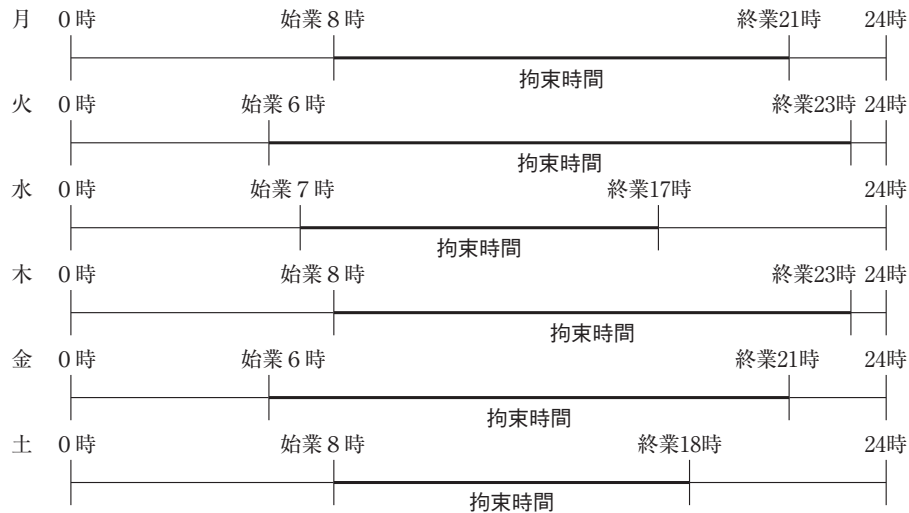 月 0時 始業8時 終業21時 24時
拘束時間
火 0時 始業6時 終業23時 24時
拘束時間
水 0時 始業7時 終業17時 24時
拘束時間
木 0時 始業8時 終業23時 24時
拘束時間
金 0時 始業6時 終業21時 24時
拘束時間
土 0時 始業8時 終業18時 24時
拘束時間